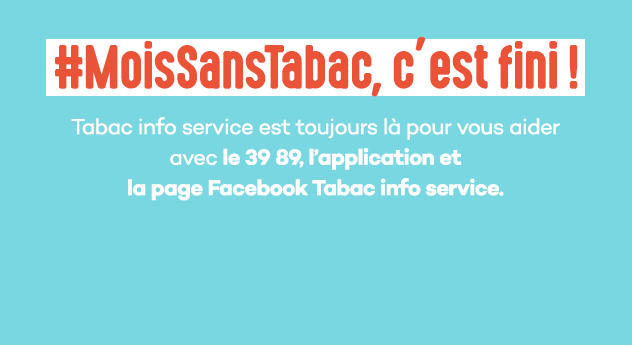 #MoisSansTabac, c'est fini !
Tabac info service est toujours là pour vous aider
avec le 39 89, l'application et
la page Facebook Tabac info service.